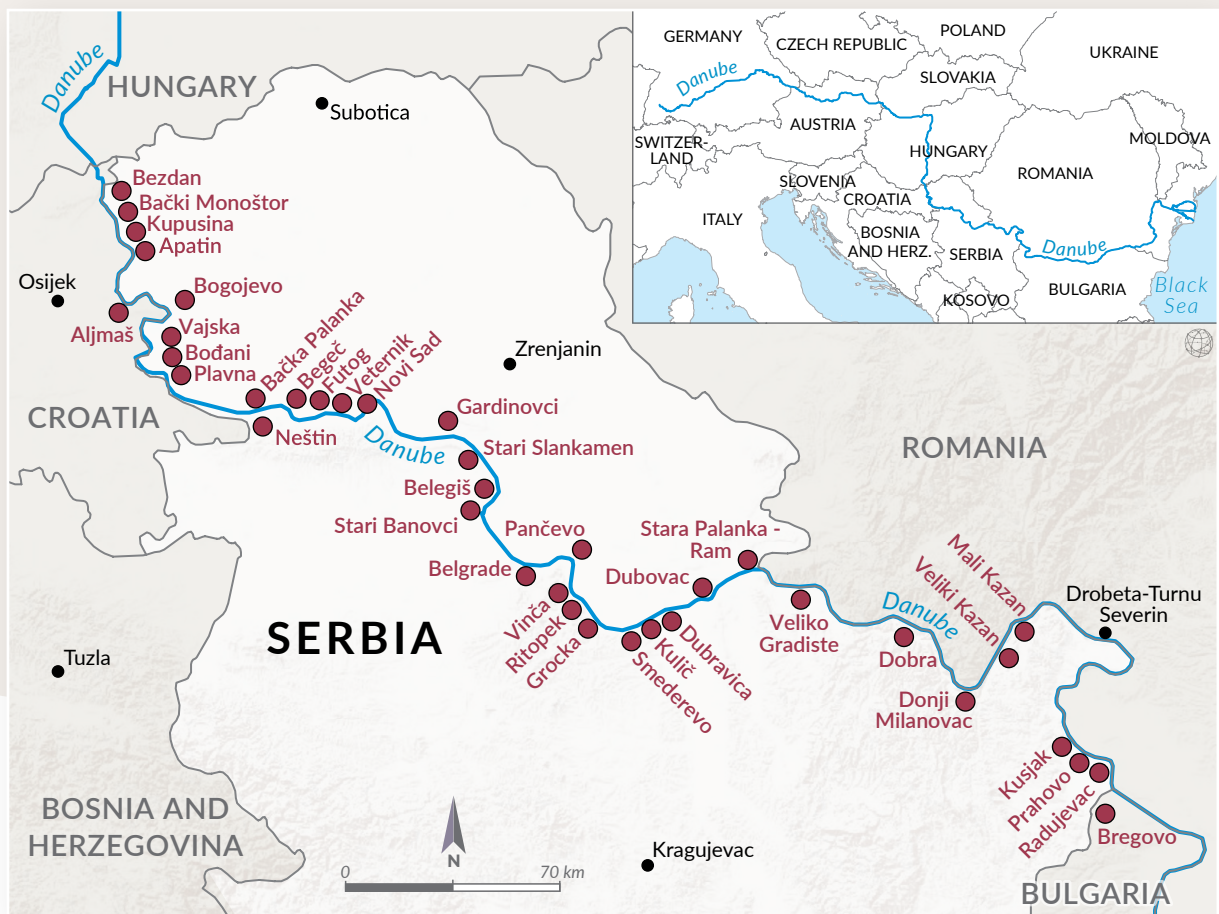 Danube
HUNGARY
Subotica
Bezdan
Bački Monoštor
Kupusina
Apatin
Osijek
Bogojevo
Aljmaš
Vajska
Bođani
Plavna
Bačka Palanka
Begeč
Futog
Veternik
Novi Sad
Zrenjanin
CROATIA
Neštin
Danube
Gardinovci
Stari Slankamen
Belegiš
Stari Banovci
ROMANIA
Pančevo
Stara Palanka -
Ram
Belgrade
Dubovac
Vinča
Ritopek
Grocka
SERBIA
Smederevo
Kulič
Dubravica
Veliko
Gradiste
Danube
Dobra
Mali Kazan
Veliki Kazan
Drobeta-Turnu
Severin
Donji
Milanovac
Tuzla
Kusjak
Prahovo
Radujevac
Bregovo
BOSNIA AND
HERZEGOVINA
N
0
70 km
Kragujevac
BULGARIA
GERMANY
CZECH REPUBLIC
POLAND
UKRAINE
Danube
SLOVAKIA
AUSTRIA
SWITZER-
LAND
HUNGARY
MOLDOVA
ROMANIA
SLOVENIA
CROATIA
ITALY
BOSNIA
AND HERZ.
SERBIA
Danube
KOSOVO
BULGARIA
Black
Sea